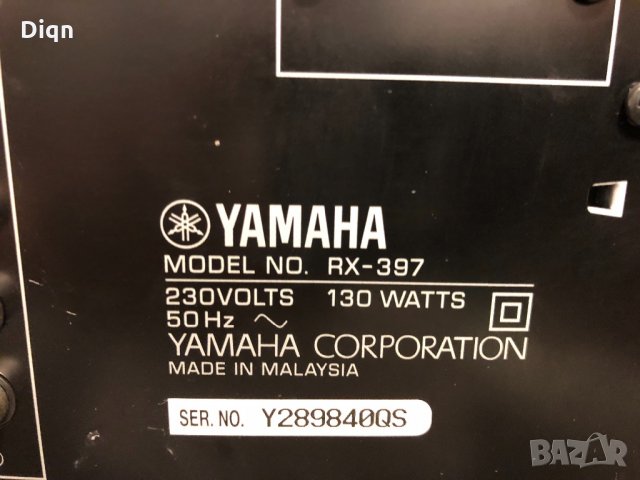 Diqn
YAMAHA
MODEL NO. RX-397
230VOLTS 130 WATTS
50Hz ~
YAMAHA CORPORATION
MADE IN MALAYSIA
SER. NO. Y289840QS
BAZAR